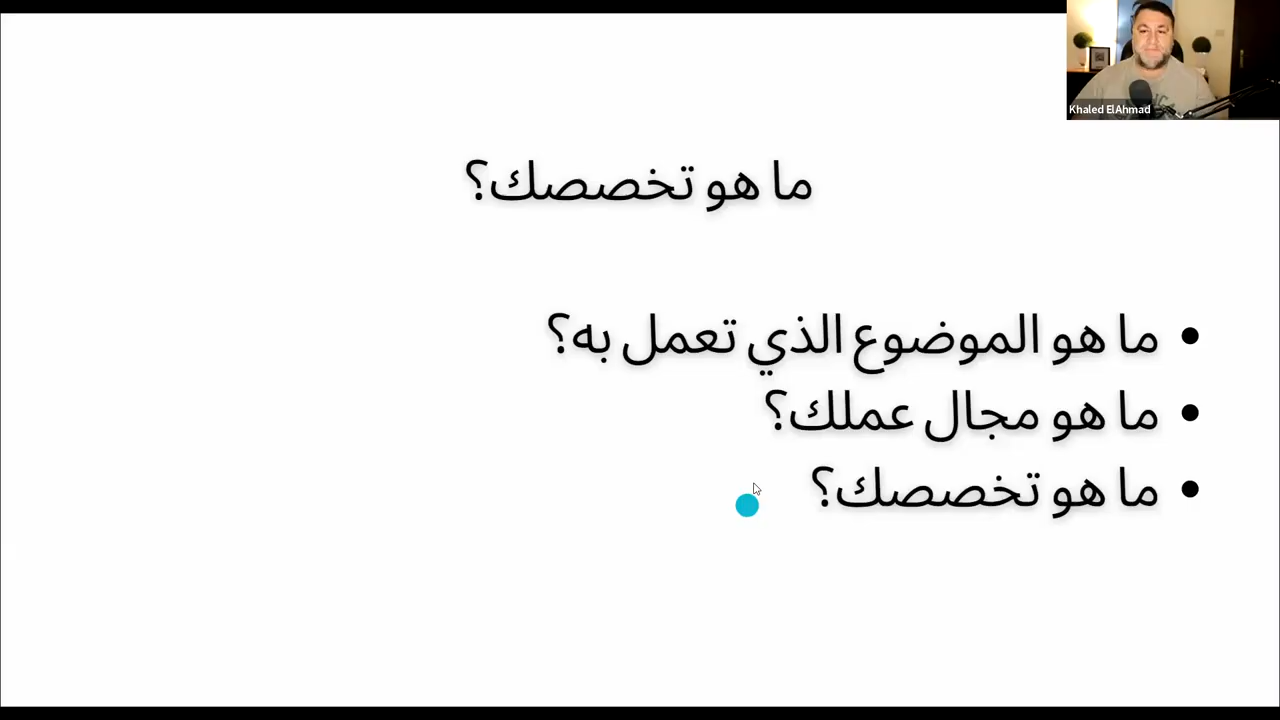 Khaled ElAhmad
ما هو تخصصك؟
ما هو الموضوع الذي تعمل به؟
ما هو مجال عملك؟
ما هو تخصصك؟